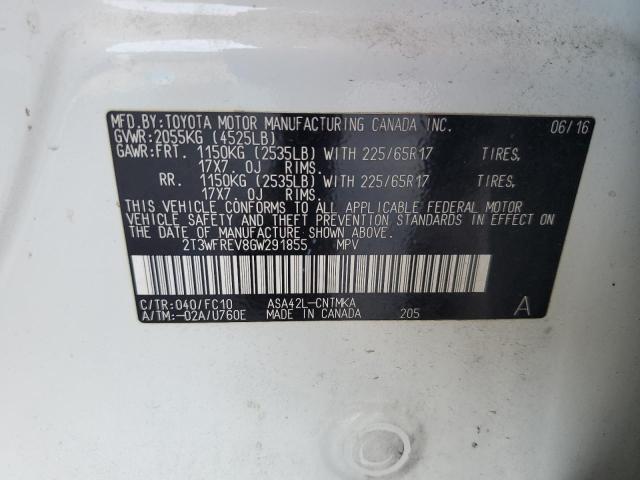 MFD.BY:TOYOTA MOTOR MANUFACTURING CANADA INC. 06/16
GVWR:2055KG (4525LB)
GAWR:FRT. 1150KG (2535LB) WITH 225/65R17 TIRES,
17X7.0J RIMS.
RR. 1150KG (2535LB) WITH 225/65R17 TIRES,
17X7.0J RIMS.
THIS VEHICLE CONFORMS TO ALL APPLICABLE FEDERAL MOTOR
VEHICLE SAFETY AND THEFT PREVENTION STANDARDS IN EFFECT ON
THE DATE OF MANUFACTURE SHOWN ABOVE.
2T3WFREV8GW291855 MPV
C/TR:040/FC10 ASA42L-CNTMKA A
A/TM:-02A/U760E MADE IN CANADA 205